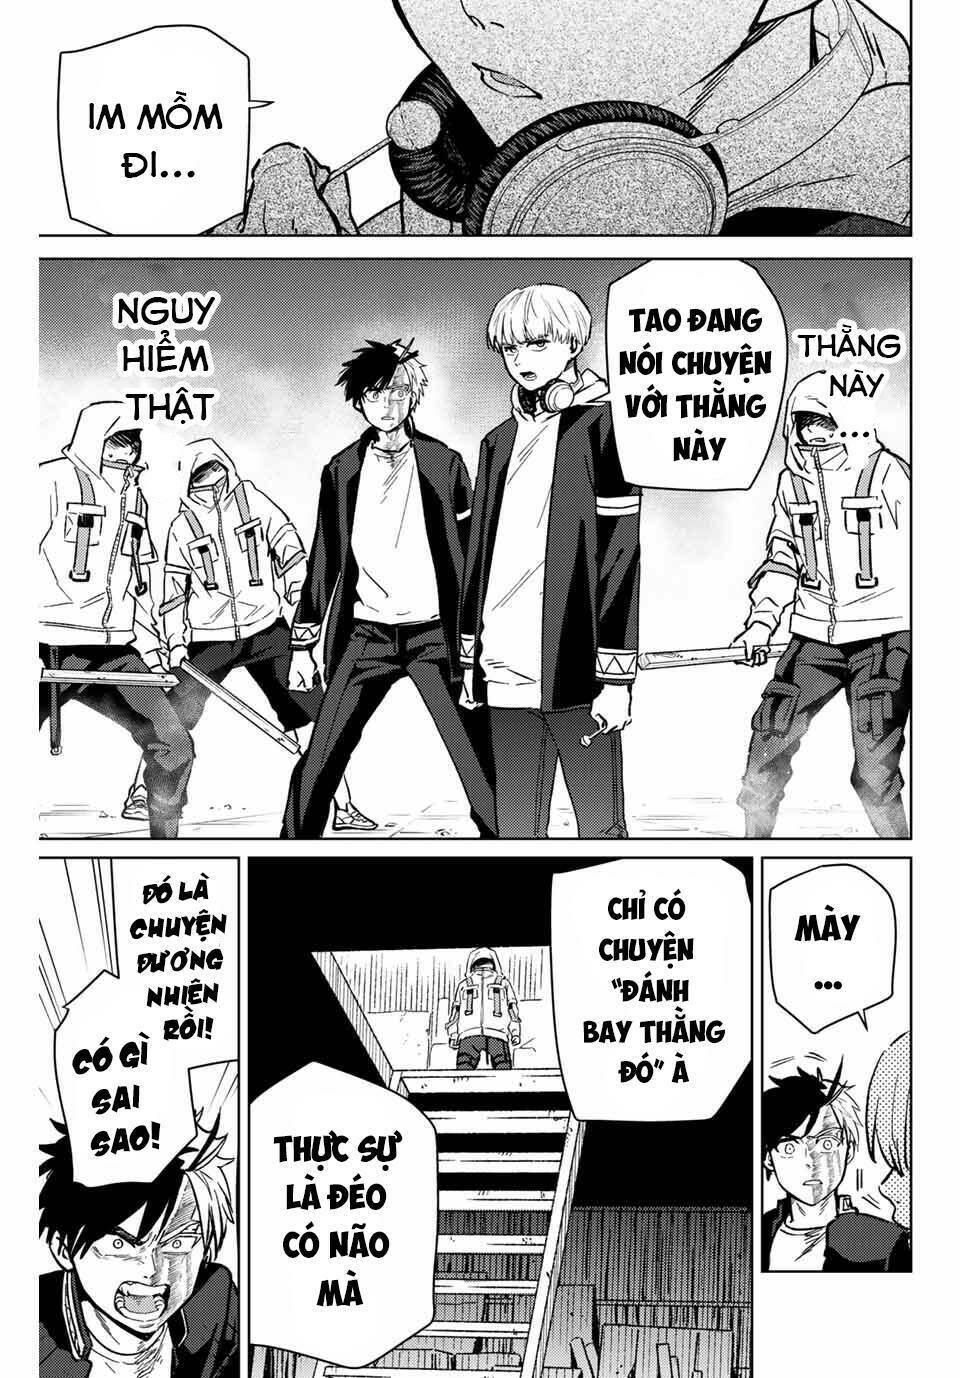 IM MỒM
ĐI...
TAO ĐANG
NÓI CHUYỆN
VỚI THẰNG
NÀY
THẰNG
NÀY
...
NGUY
HIỂM
THẬT
MÀY
...
CHỈ CÓ
CHUYỆN
"ĐÁNH
BAY THẰNG
ĐÓ" À
THỰC SỰ
LÀ ĐÉO
CÓ NÃO
MÀ
ĐÓ LÀ
CHUYỆN
ĐƯƠNG
NHIÊN
RỒI!
CÓ GÌ
SAI
SAO!